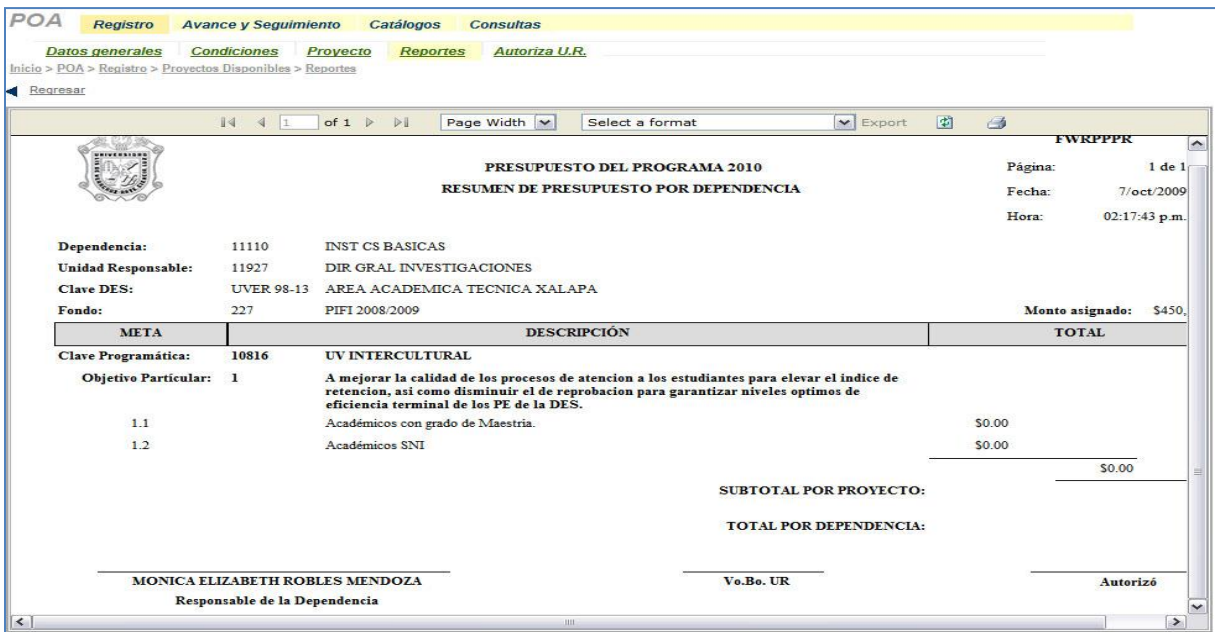 POA Registro Avance y Seguimiento Catálogos Consultas
Datos generales Condiciones Proyecto Reportes Autoriza U.R.
Inicio > POA > Registro > Proyectos Disponibles > Reportes
Regresar
1 of 1 Page Width Select a format Export
FWRPPPR
PRESUPUESTO DEL PROGRAMA 2010 Página: 1 de 1
RESUMEN DE PRESUPUESTO POR DEPENDENCIA Fecha: 7/oct/2009
Hora: 02:17:43 p.m.
Dependencia: 11110 INST CS BASICAS
Unidad Responsable: 11927 DIR GRAL INVESTIGACIONES
Clave DES: UVER 98-13 AREA ACADEMICA TECNICA XALAPA
Fondo: 227 PIFI 2008/2009 Monto asignado: $450,
META DESCRIPCIÓN TOTAL
Clave Programática: 10816 UV INTERCULTURAL
Objetivo Partícular: 1 A mejorar la calidad de los procesos de atencion a los estudiantes para elevar el indice de
retencion, asi como disminuir el de reprobacion para garantizar niveles optimos de
eficiencia terminal de los PE de la DES.
1.1 Académicos con grado de Maestria. $0.00
1.2 Académicos SNI $0.00
$0.00
SUBTOTAL POR PROYECTO:
TOTAL POR DEPENDENCIA:
MONICA ELIZABETH ROBLES MENDOZA Vo.Bo. UR Autorizó
Responsable de la Dependencia